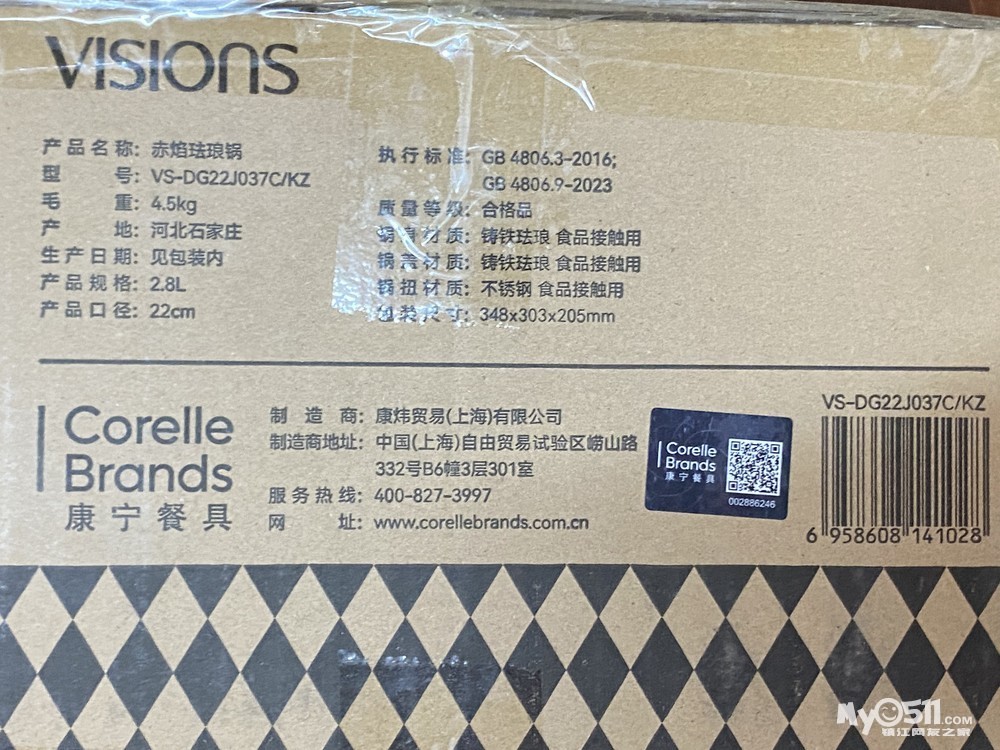 VISIONS
产品名称: 赤焰珐琅锅
型 号: VS-DG22J037C/KZ
毛 重: 4.5kg
产 地: 河北石家庄
生产日期: 见包装内
产品规格: 2.8L
产品口径: 22cm
执行标准: GB 4806.3-2016;
GB 4806.9-2023
质量等级: 合格品
锅身材质: 铸铁珐琅 食品接触用
锅盖材质: 铸铁珐琅 食品接触用
锅扭材质: 不锈钢 食品接触用
包装尺寸: 348x303x205mm
Corelle
Brands
康宁餐具
制造商: 康炜贸易(上海)有限公司
制造商地址: 中国(上海)自由贸易试验区崂山路
332号B6幢3层301室
服务热线: 400-827-3997
网 址: www.corellebrands.com.cn
Corelle
Brands
康宁餐具
002886246
VS-DG22J037C/KZ
6 958608 141028
My0511.COM
镇江网友之家